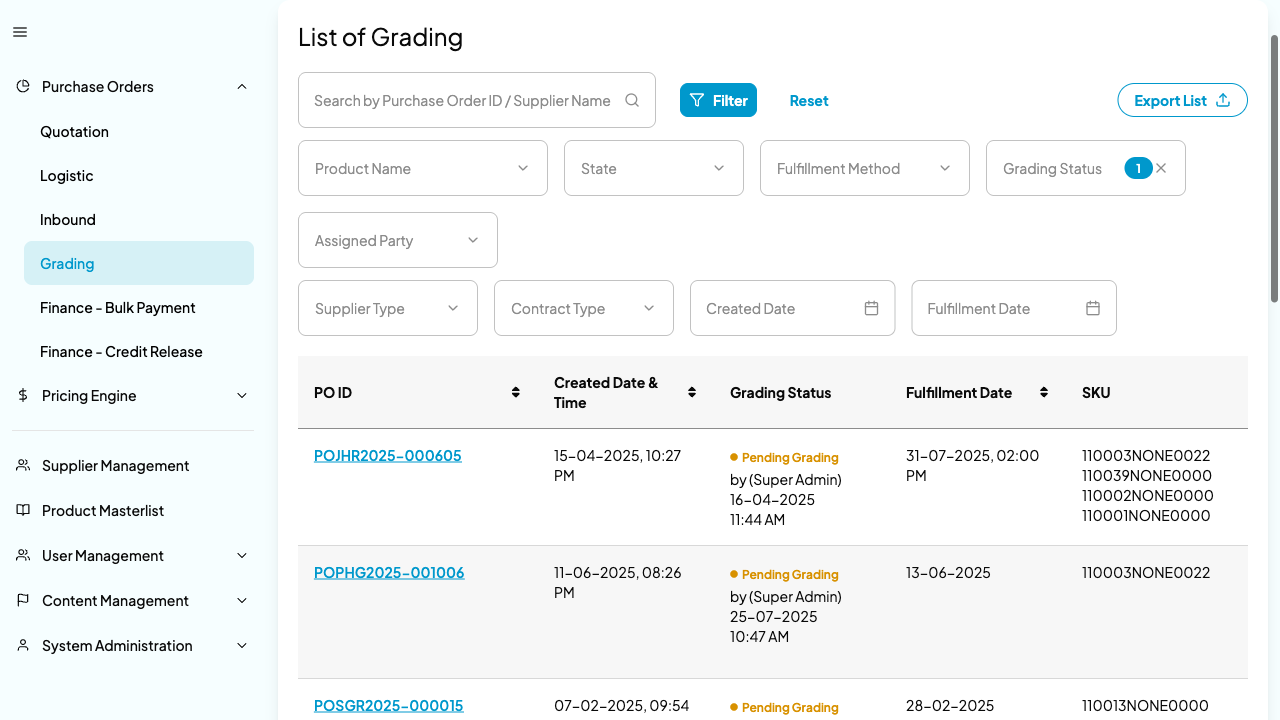 List of Grading
Purchase Orders
Quotation
Logistic
Inbound
Grading
Finance - Bulk Payment
Finance - Credit Release
Pricing Engine
Supplier Management
Product Masterlist
User Management
Content Management
System Administration
Search by Purchase Order ID / Supplier Name
Filter
Reset
Export List
Product Name
State
Fulfillment Method
Grading Status 1
Assigned Party
Supplier Type
Contract Type
Created Date
Fulfillment Date
PO ID
Created Date &
Time
Grading Status
Fulfillment Date
SKU
POJHR2025-000605
15-04-2025, 10:27
PM
Pending Grading
by (Super Admin)
16-04-2025
11:44 AM
31-07-2025, 02:00
PM
110003NONE0022
110039NONE0000
110002NONE0000
110001NONE0000
POPHG2025-001006
11-06-2025, 08:26
PM
Pending Grading
by (Super Admin)
25-07-2025
10:47 AM
13-06-2025
110003NONE0022
POSGR2025-000015
07-02-2025, 09:54
Pending Grading
28-02-2025
110013NONE0000